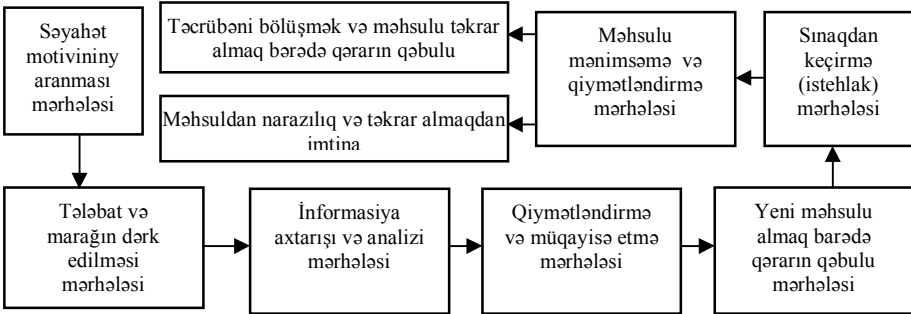 Səyahət
motivininy
aranması
mərhələsi
Təcrübəni bölüşmək və məhsulu təkrar
almaq bərədə qərarın qəbulu
Məhsuldan narazılıq və təkrar almaqdan
imtina
Məhsulu
mənimsəmə və
qiymətləndirmə
mərhələsi
Sınaqdan
keçirmə
(istehlak)
mərhələsi
Tələbat və
marağın dərk
edilməsi
mərhələsi
İnformasiya
axtarışı və analizi
mərhələsi
Qiymətləndirmə
və müqayisə etmə
mərhələsi
Yeni məhsulu
almaq barədə
qərarın qəbulu
mərhələsi